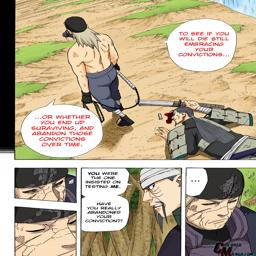 TO SEE IF YOU
WILL DIE STILL
EMBRACING
YOUR
CONVICTIONS...
...OR WHETHER
YOU END UP
SURAVIVING, AND
ABANDON THOSE
CONVICTIONS
OVER TIME.
YOU WERE
THE ONE
INSISTED ON
TESTING ME.
HAVE
YOU REALLY
ABANDONED
YOUR
CONVICTION?!
...